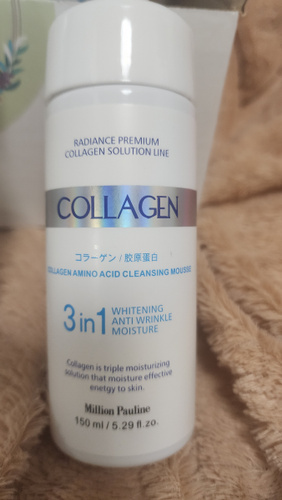 RADIANCE PREMIUM
COLLAGEN SOLUTION LINE
COLLAGEN
コラーゲン / 胶原蛋白
COLLAGEN AMINO ACID CLEANSING MOUSSE
3 in 1
WHITENING
ANTI WRINKLE
MOISTURE
Collagen is triple moisturizing
solution that moisture effective
enetgy to skin.
Million Pauline
150 ml / 5.29 fl.zo.